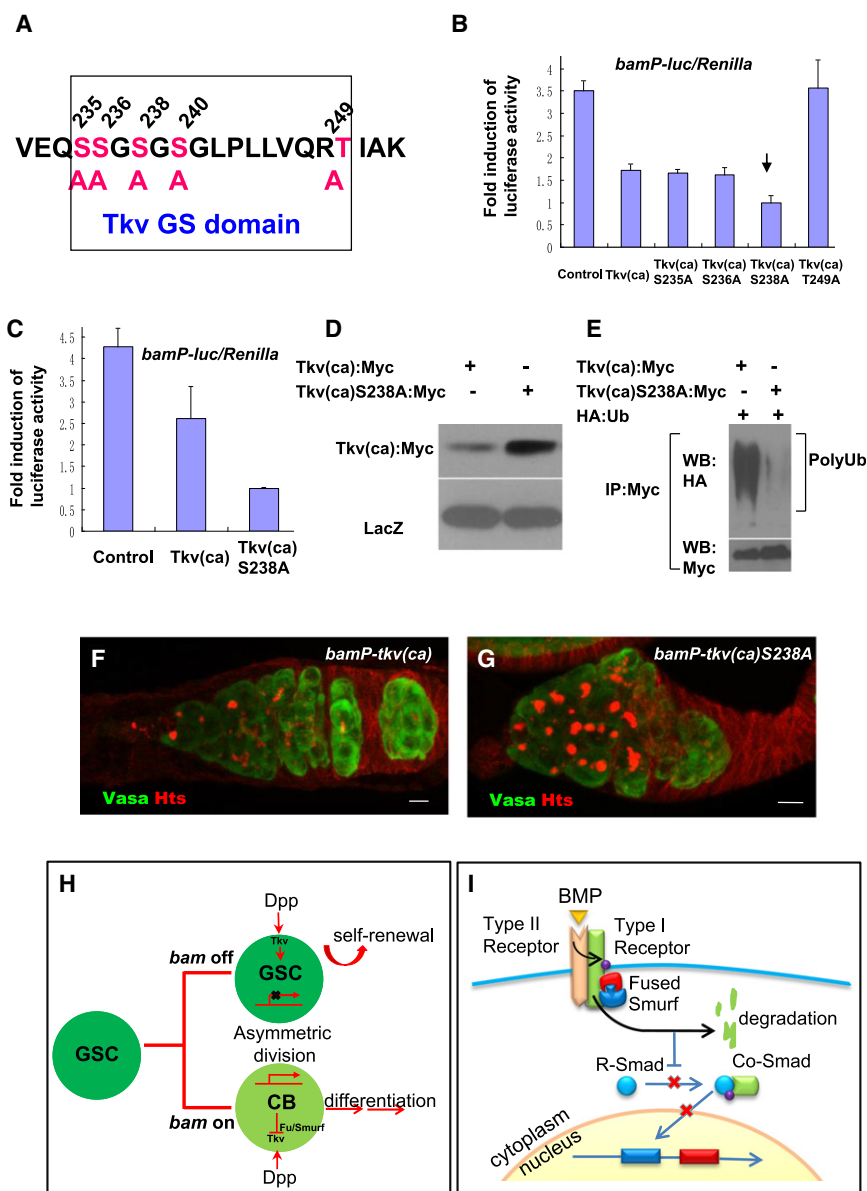 A
235
236
238
240
249
VEQSSGSGSGLPLLVQRTIAK
AA A A A
Tkv GS domain
B
bamP-luc/Renilla
Fold induction of
luciferase activity
4
3.5
3
2.5
2
1.5
1
0.5
0
Control
Tkv(ca)
Tkv(ca)
S235A
Tkv(ca)
S236A
Tkv(ca)
S238A
Tkv(ca)
T249A
C
bamP-luc/Renilla
Fold induction of
luciferase activity
4.5
4
3.5
3
2.5
2
1.5
1
0.5
0
Control
Tkv(ca)
Tkv(ca)
S238A
D
Tkv(ca):Myc + -
Tkv(ca)S238A:Myc - +
Tkv(ca):Myc
LacZ
E
Tkv(ca):Myc + -
Tkv(ca)S238A:Myc - +
HA:Ub + +
IP:Myc
WB:
HA
PolyUb
WB:
Myc
F
bamP-tkv(ca)
Vasa Hts
G
bamP-tkv(ca)S238A
Vasa Hts
H
Dpp
Tkv
self-renewal
bam off
GSC
GSC
Asymmetric
division
CB
differentiation
bam on
Fu/Smurf
Tkv
Dpp
I
BMP
Type II
Receptor
Type I
Receptor
Fused
Smurf
degradation
R-Smad
Co-Smad
cytoplasm
nucleus